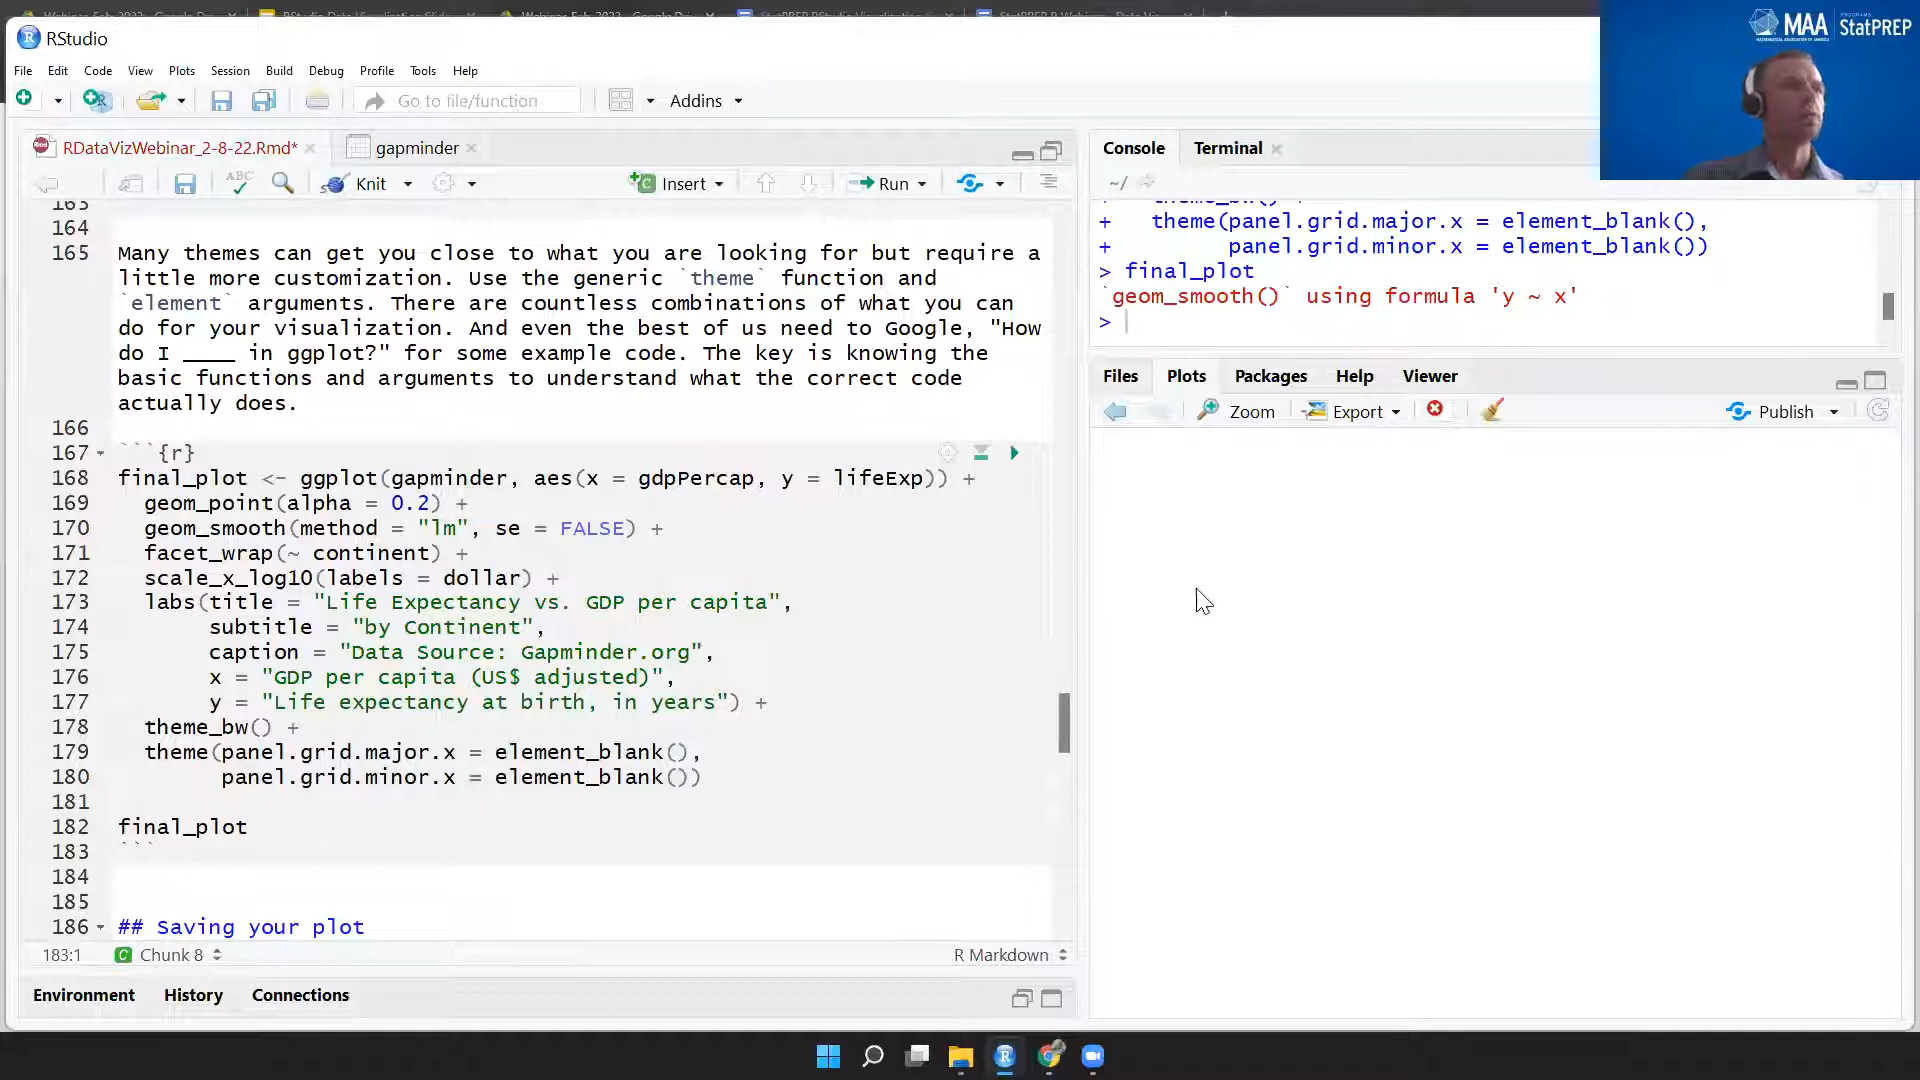 RStudio
MAA
MATHEMATICAL ASSOCIATION OF AMERICA
PROGRAMS
StatPREP
File Edit Code View Plots Session Build Debug Profile Tools Help
Go to file/function
Addins
RDataVizWebinar_2-8-22.Rmd*
gapminder
ABC
Knit
Insert
Run
163
164
165 Many themes can get you close to what you are looking for but require a
little more customization. Use the generic `theme` function and
`element` arguments. There are countless combinations of what you can
do for your visualization. And even the best of us need to Google, "How
do I ____ in ggplot?" for some example code. The key is knowing the
basic functions and arguments to understand what the correct code
actually does.
166
167 ```{r}
168 final_plot <- ggplot(gapminder, aes(x = gdpPercap, y = lifeExp)) +
169 geom_point(alpha = 0.2) +
170 geom_smooth(method = "lm", se = FALSE) +
171 facet_wrap(~ continent) +
172 scale_x_log10(labels = dollar) +
173 labs(title = "Life Expectancy vs. GDP per capita",
174 subtitle = "by Continent",
175 caption = "Data Source: Gapminder.org",
176 x = "GDP per capita (US$ adjusted)",
177 y = "Life expectancy at birth, in years") +
178 theme_bw() +
179 theme(panel.grid.major.x = element_blank(),
180 panel.grid.minor.x = element_blank())
181
182 final_plot
183 ```
184
185
186 ## Saving your plot
183:1 Chunk 8 R Markdown
Environment History Connections
Console Terminal
~/
+ theme_bw() +
+ theme(panel.grid.major.x = element_blank(),
+ panel.grid.minor.x = element_blank())
> final_plot
`geom_smooth()` using formula 'y ~ x'
>
Files Plots Packages Help Viewer
Zoom Export Publish